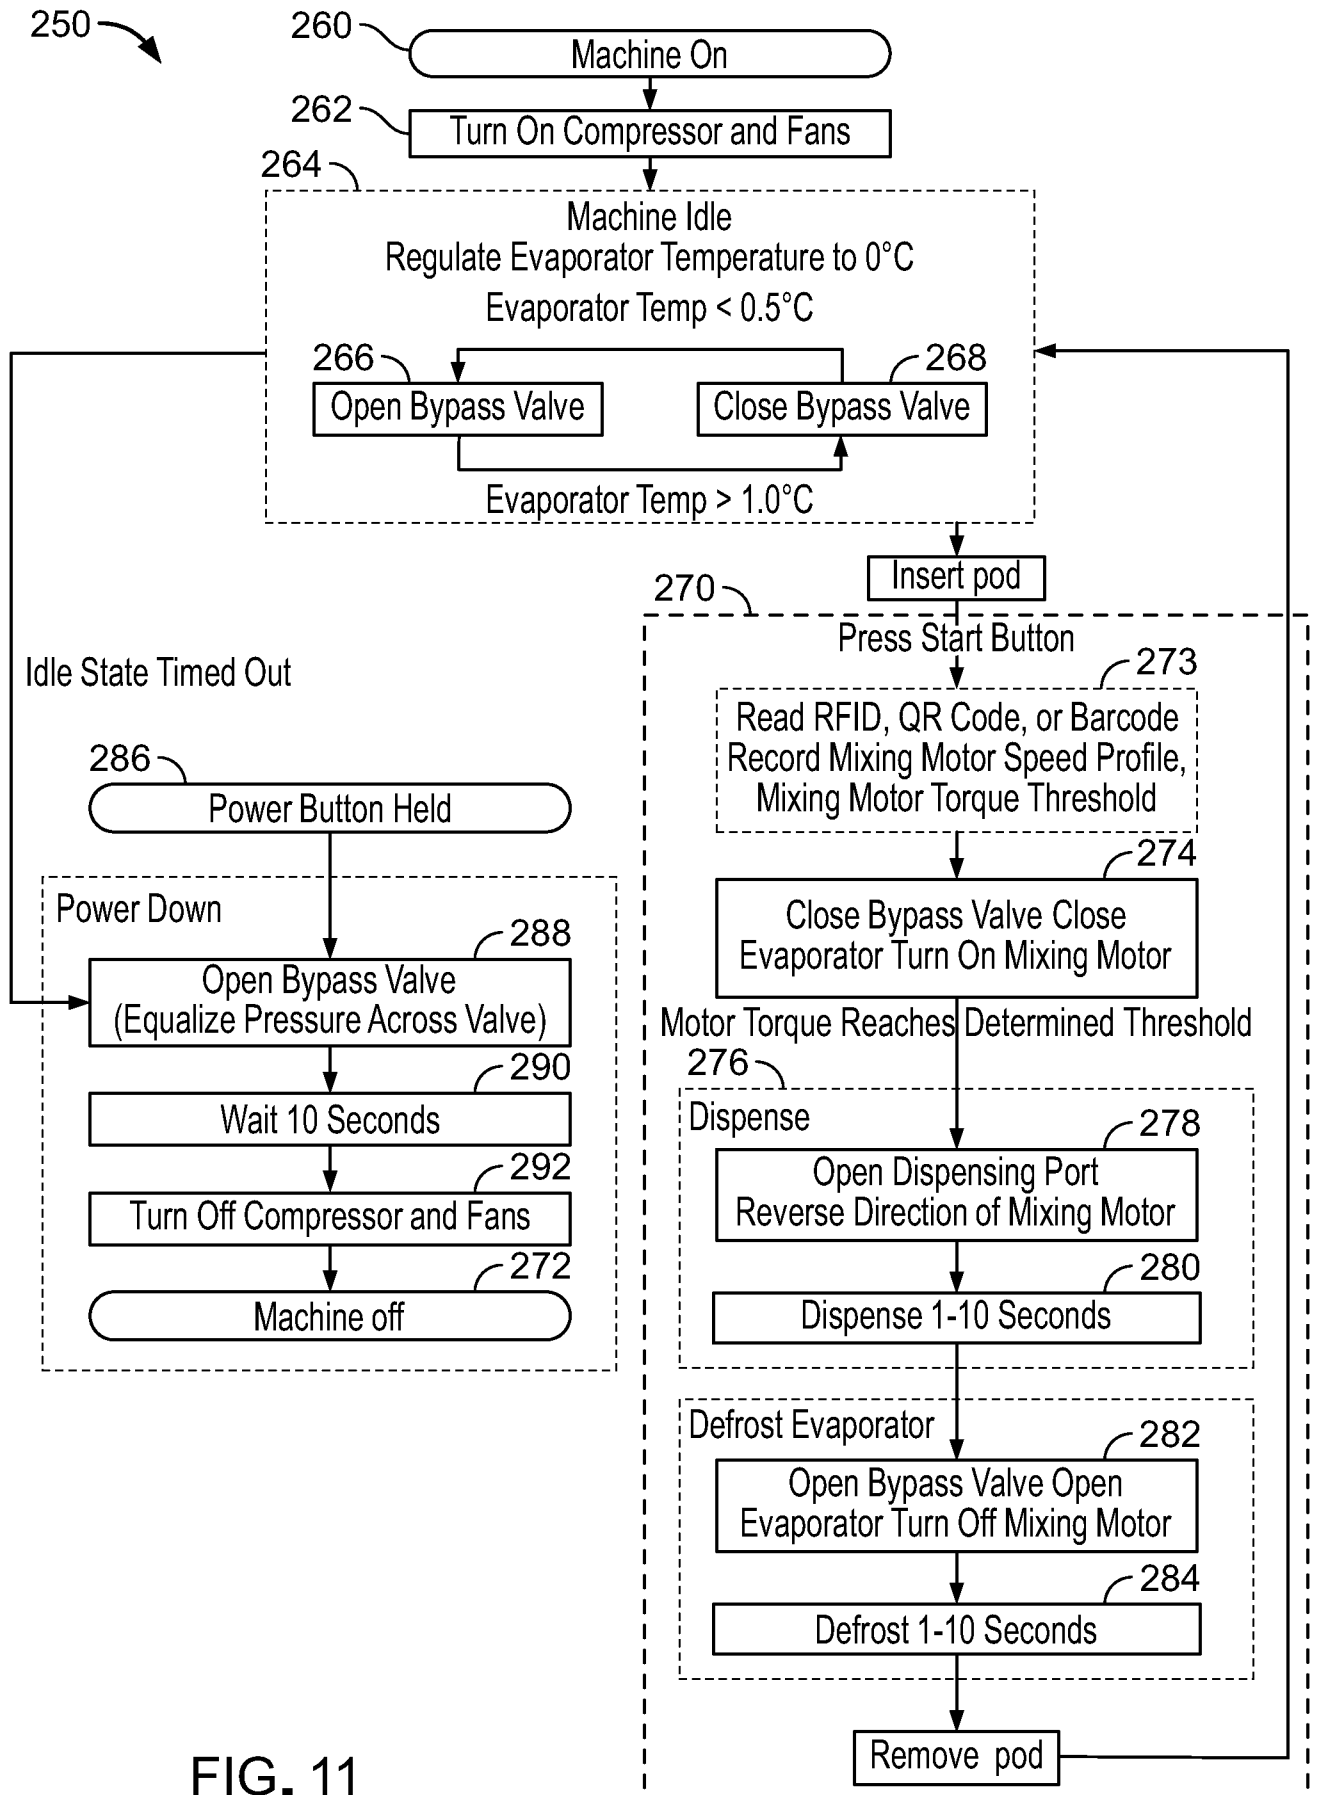 250
260
Machine On
262
Turn On Compressor and Fans
264
Machine Idle
Regulate Evaporator Temperature to 0°C
Evaporator Temp < 0.5°C
266
268
Open Bypass Valve
Close Bypass Valve
Evaporator Temp > 1.0°C
Insert pod
270
Press Start Button
273
Read RFID, QR Code, or Barcode
Record Mixing Motor Speed Profile,
Mixing Motor Torque Threshold
274
Close Bypass Valve Close
Evaporator Turn On Mixing Motor
Motor Torque Reaches Determined Threshold
276
Dispense
278
Open Dispensing Port
Reverse Direction of Mixing Motor
280
Dispense 1-10 Seconds
Defrost Evaporator
282
Open Bypass Valve Open
Evaporator Turn Off Mixing Motor
284
Defrost 1-10 Seconds
Remove pod
Idle State Timed Out
286
Power Button Held
Power Down
288
Open Bypass Valve
(Equalize Pressure Across Valve)
290
Wait 10 Seconds
292
Turn Off Compressor and Fans
272
Machine off
FIG. 11